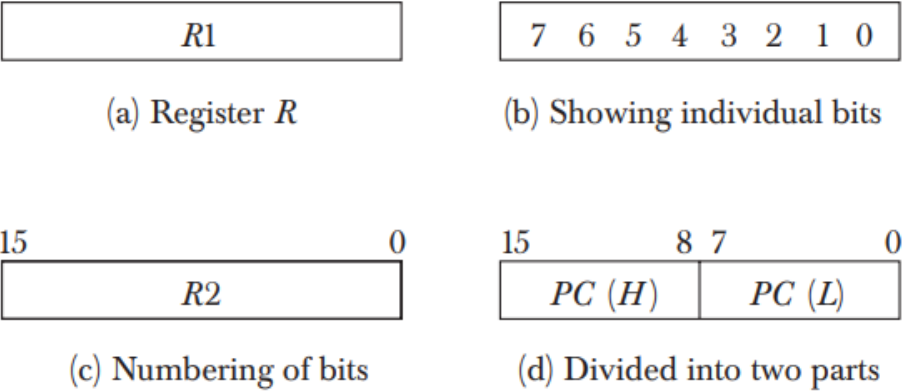 R1
7 6 5 4 3 2 1 0
(a) Register R
(b) Showing individual bits
15 0
15 8 7 0
R2
PC (H) PC (L)
(c) Numbering of bits
(d) Divided into two parts